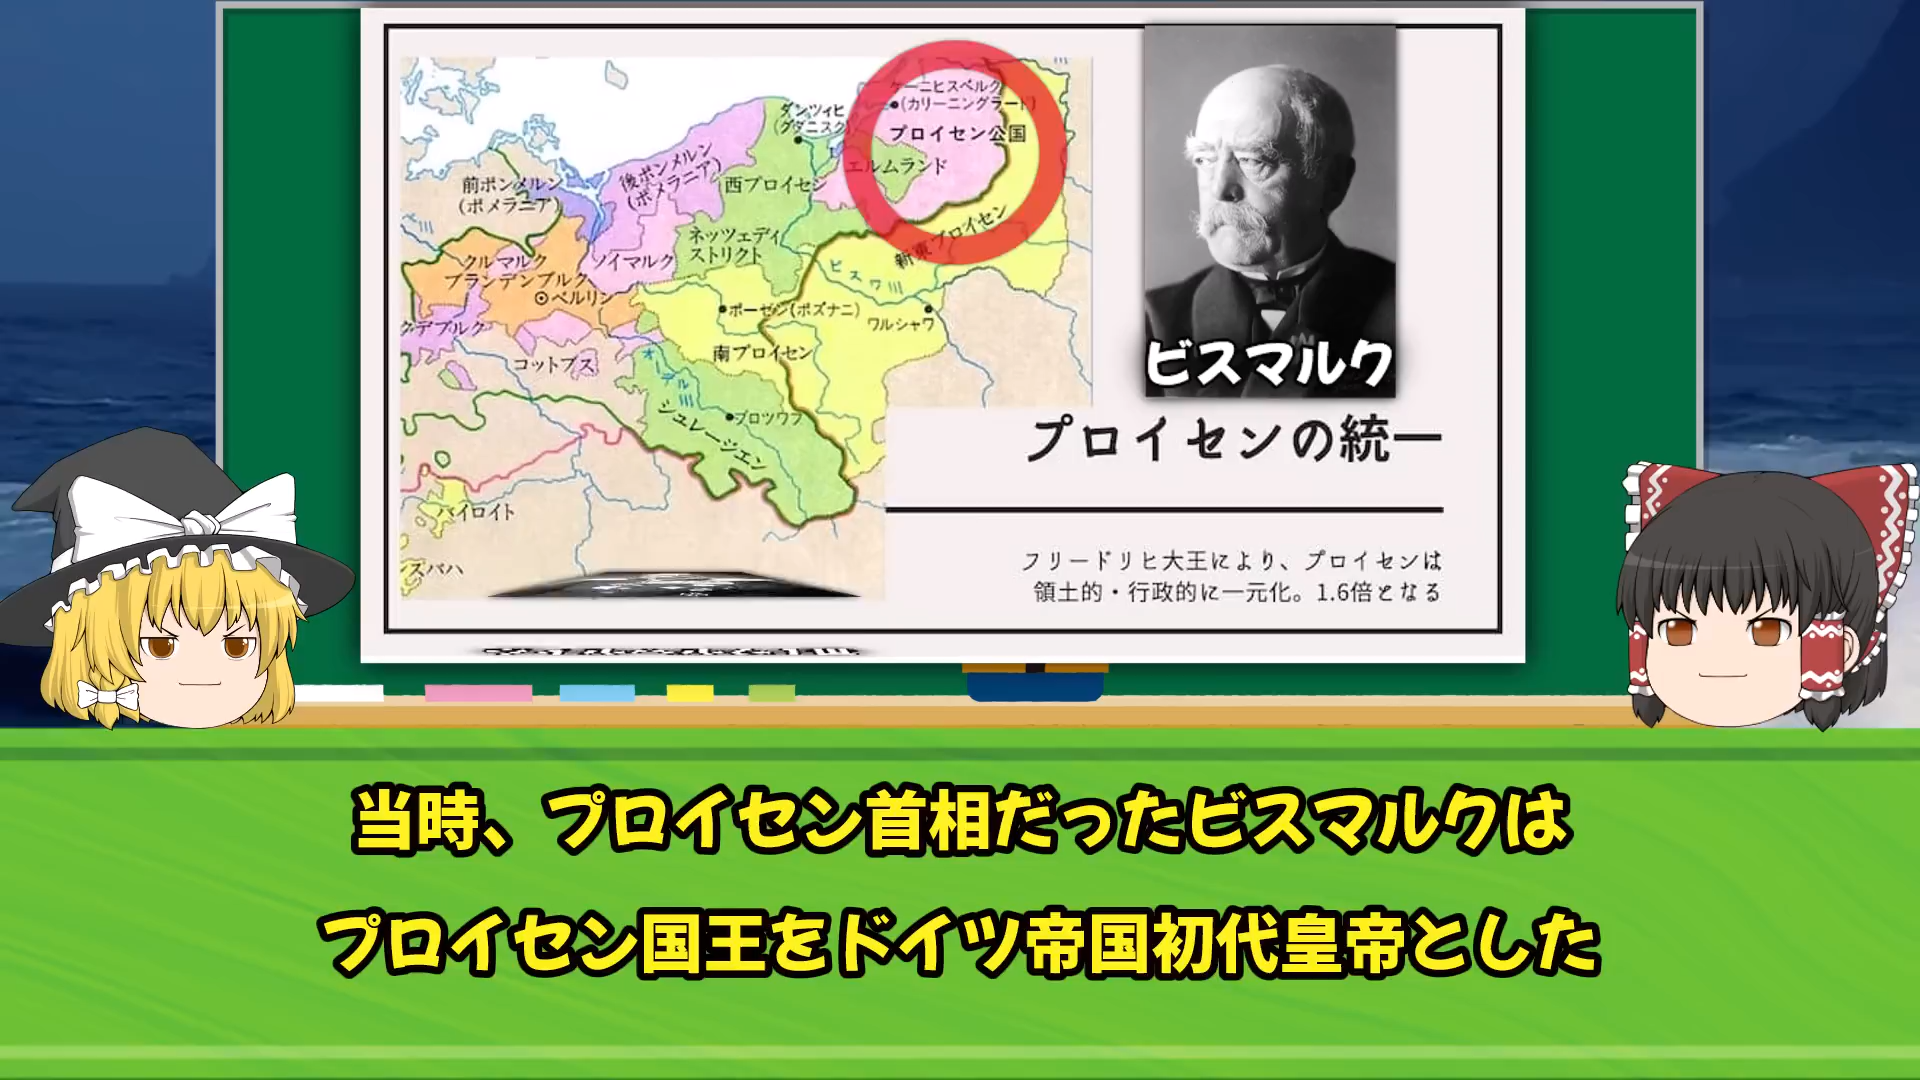 ケーニヒスベルク
(カリーニングラード)
プロイセン公国
ダンツィヒ
(グダニスク)
エルムランド
後ポンメルン
(ポメラニア)
西プロイセン
前ポンメルン
(ポメラニア)
新東プロイセン
ネッツェディ
ストリクト
クルマルク
ノイマルク
ブランデンブルク
ベルリン
ビスワ川
ポーゼン(ポズナニ)
ワルシャワ
クデブルク
南プロイセン
コットブス
オーデル川
シュレージエン
ブロツワフ
バイロイト
スバハ
ビスマルク
プロイセンの統一
フリードリヒ大王により、プロイセンは
領土的・行政的に一元化。1.6倍となる
当時、プロイセン首相だったビスマルクは
プロイセン国王をドイツ帝国初代皇帝とした